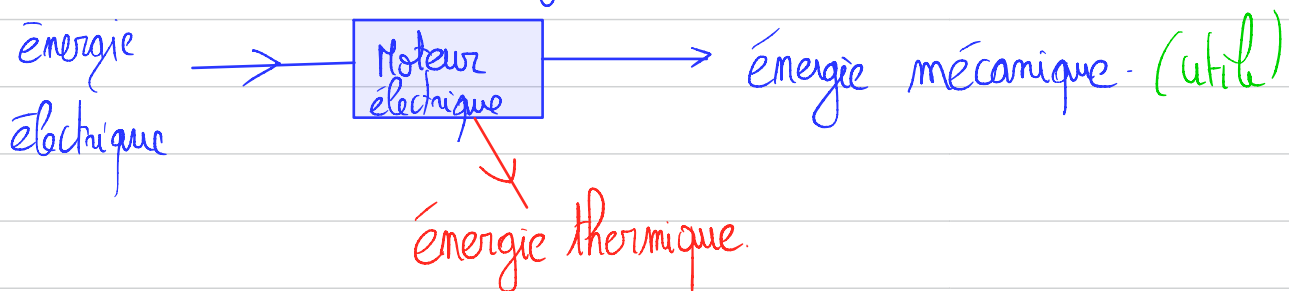 énergie
électrique
Moteur
électrique
énergie mécanique. (utile)
énergie thermique.